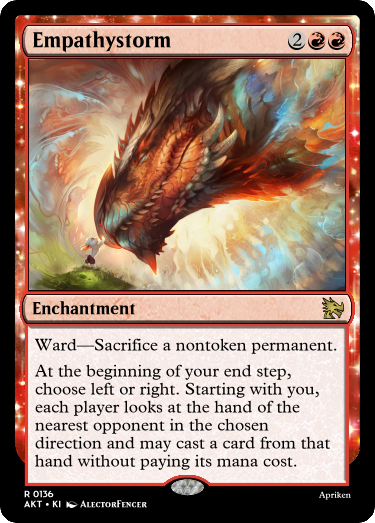 Empathystorm 2
Enchantment
Ward—Sacrifice a nontoken permanent.
At the beginning of your end step,
choose left or right. Starting with you,
each player looks at the hand of the
nearest opponent in the chosen
direction and may cast a card from that
hand without paying its mana cost.
R 0136
Apriken
AKT • KI AlectorFencer